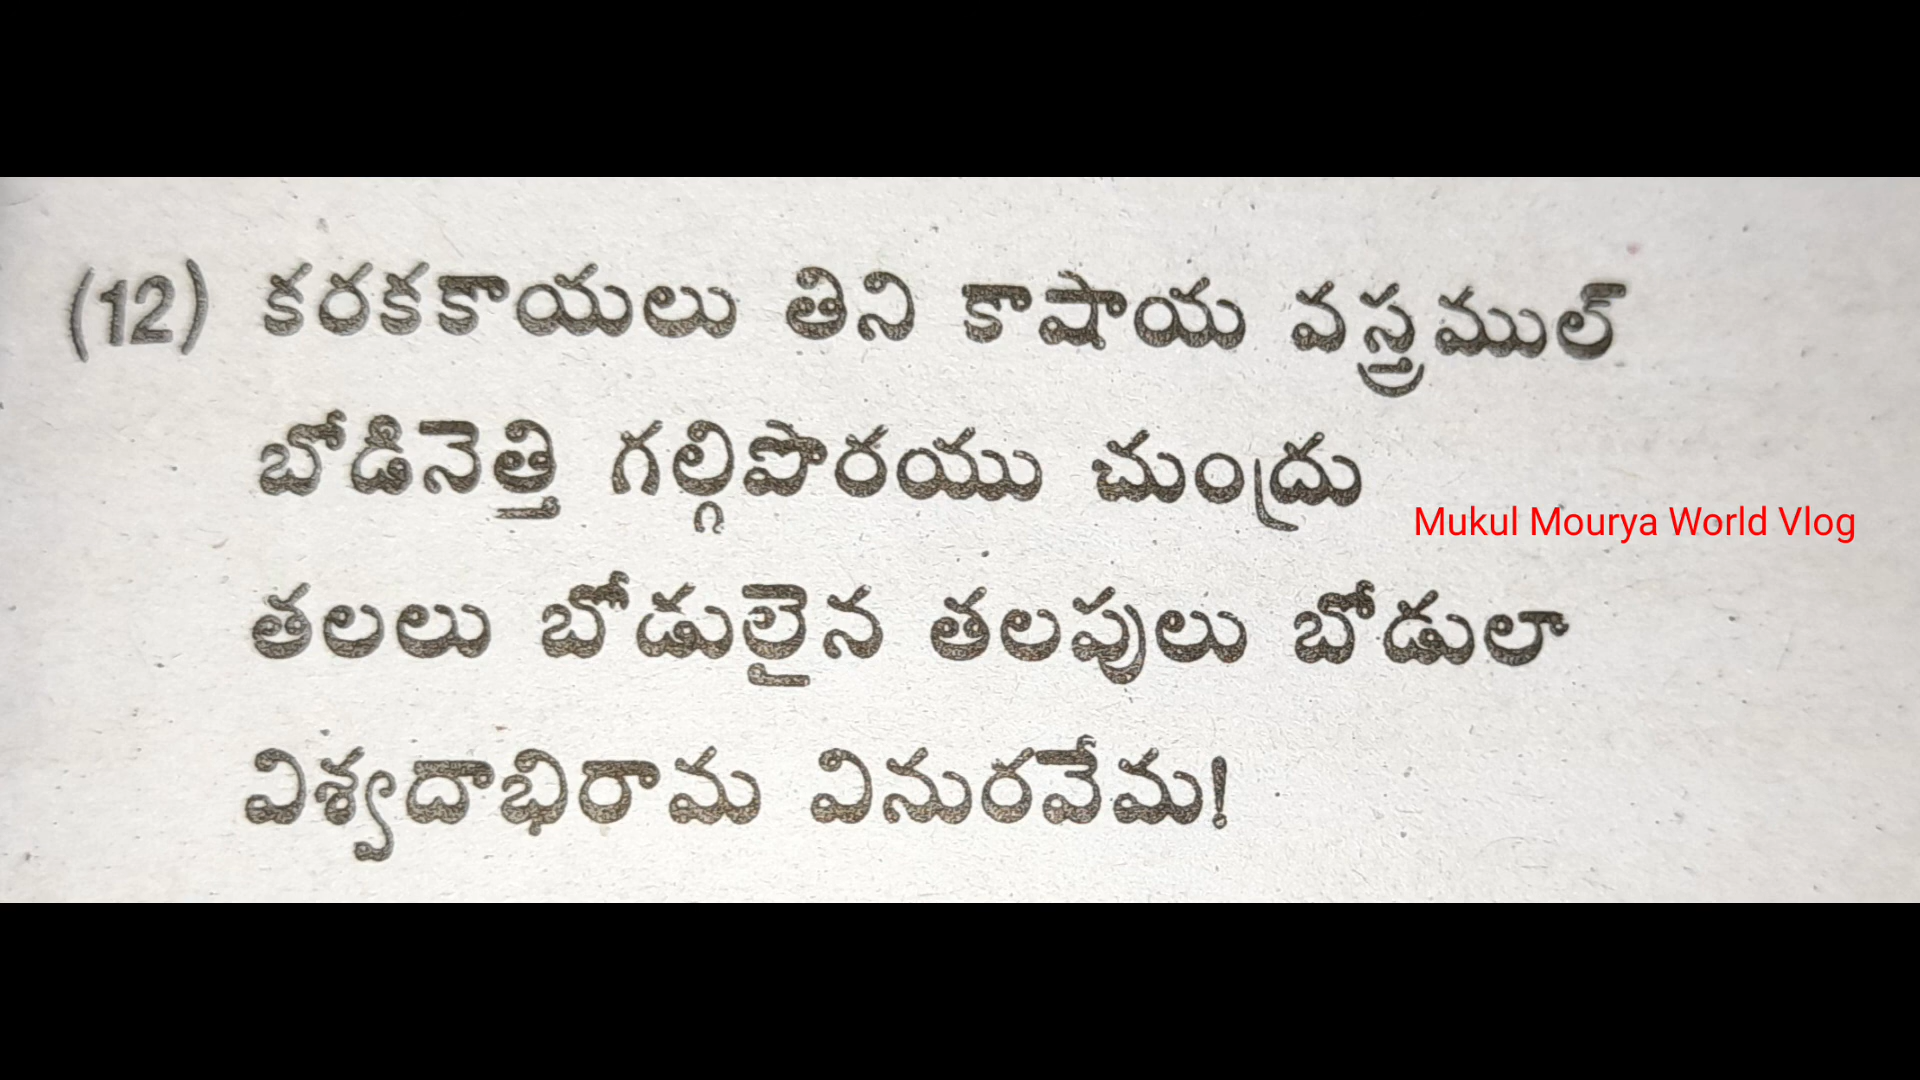 (12) కరకకాయలు తిని కాషాయ వస్త్రముల్
బోడినెత్తి గల్గిపొరయు చుంద్రు
Mukul Mourya World Vlog
తలలు బోడులైన తలపులు బోడులా
విశ్వదాభిరామ వినురవేమ!